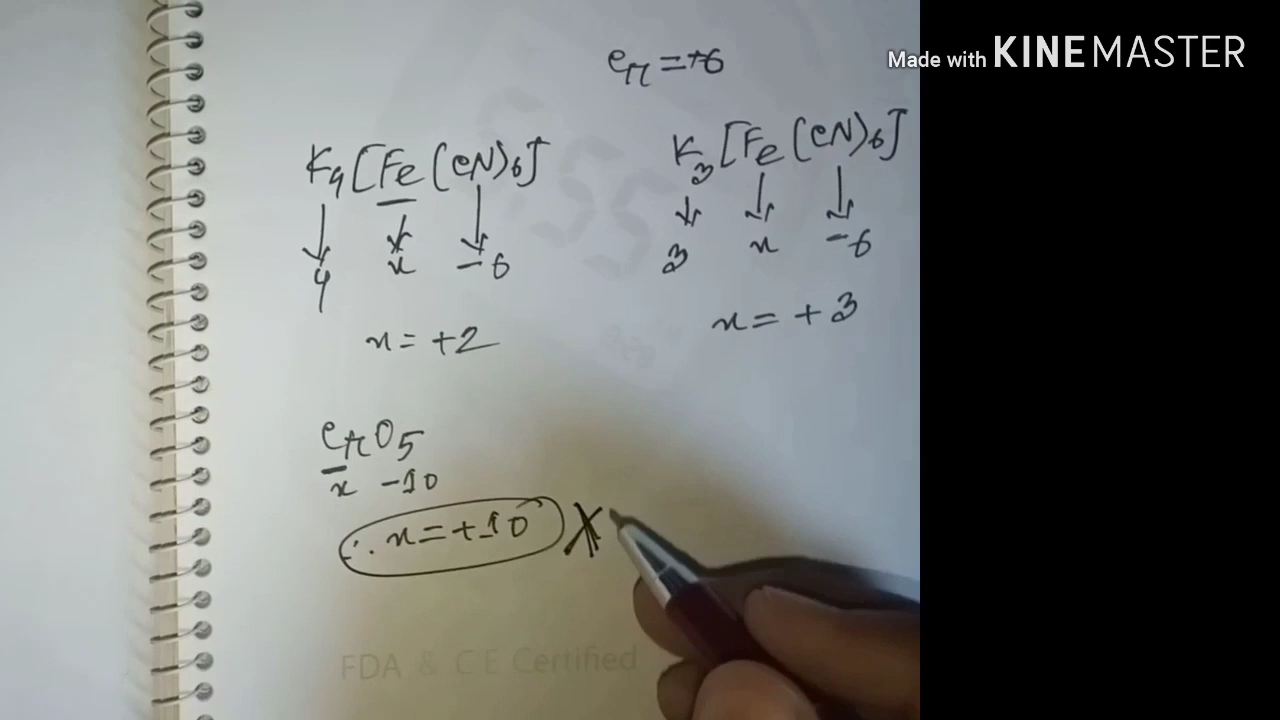 Made with KINEMASTER
Cr = +6
K4[Fe(CN)6] K3[Fe(CN)6]
4 x -6 3 x -6
x = +2 x = +3
CrO5
x -10
∴ x = +10 X
FDA & CE Certified